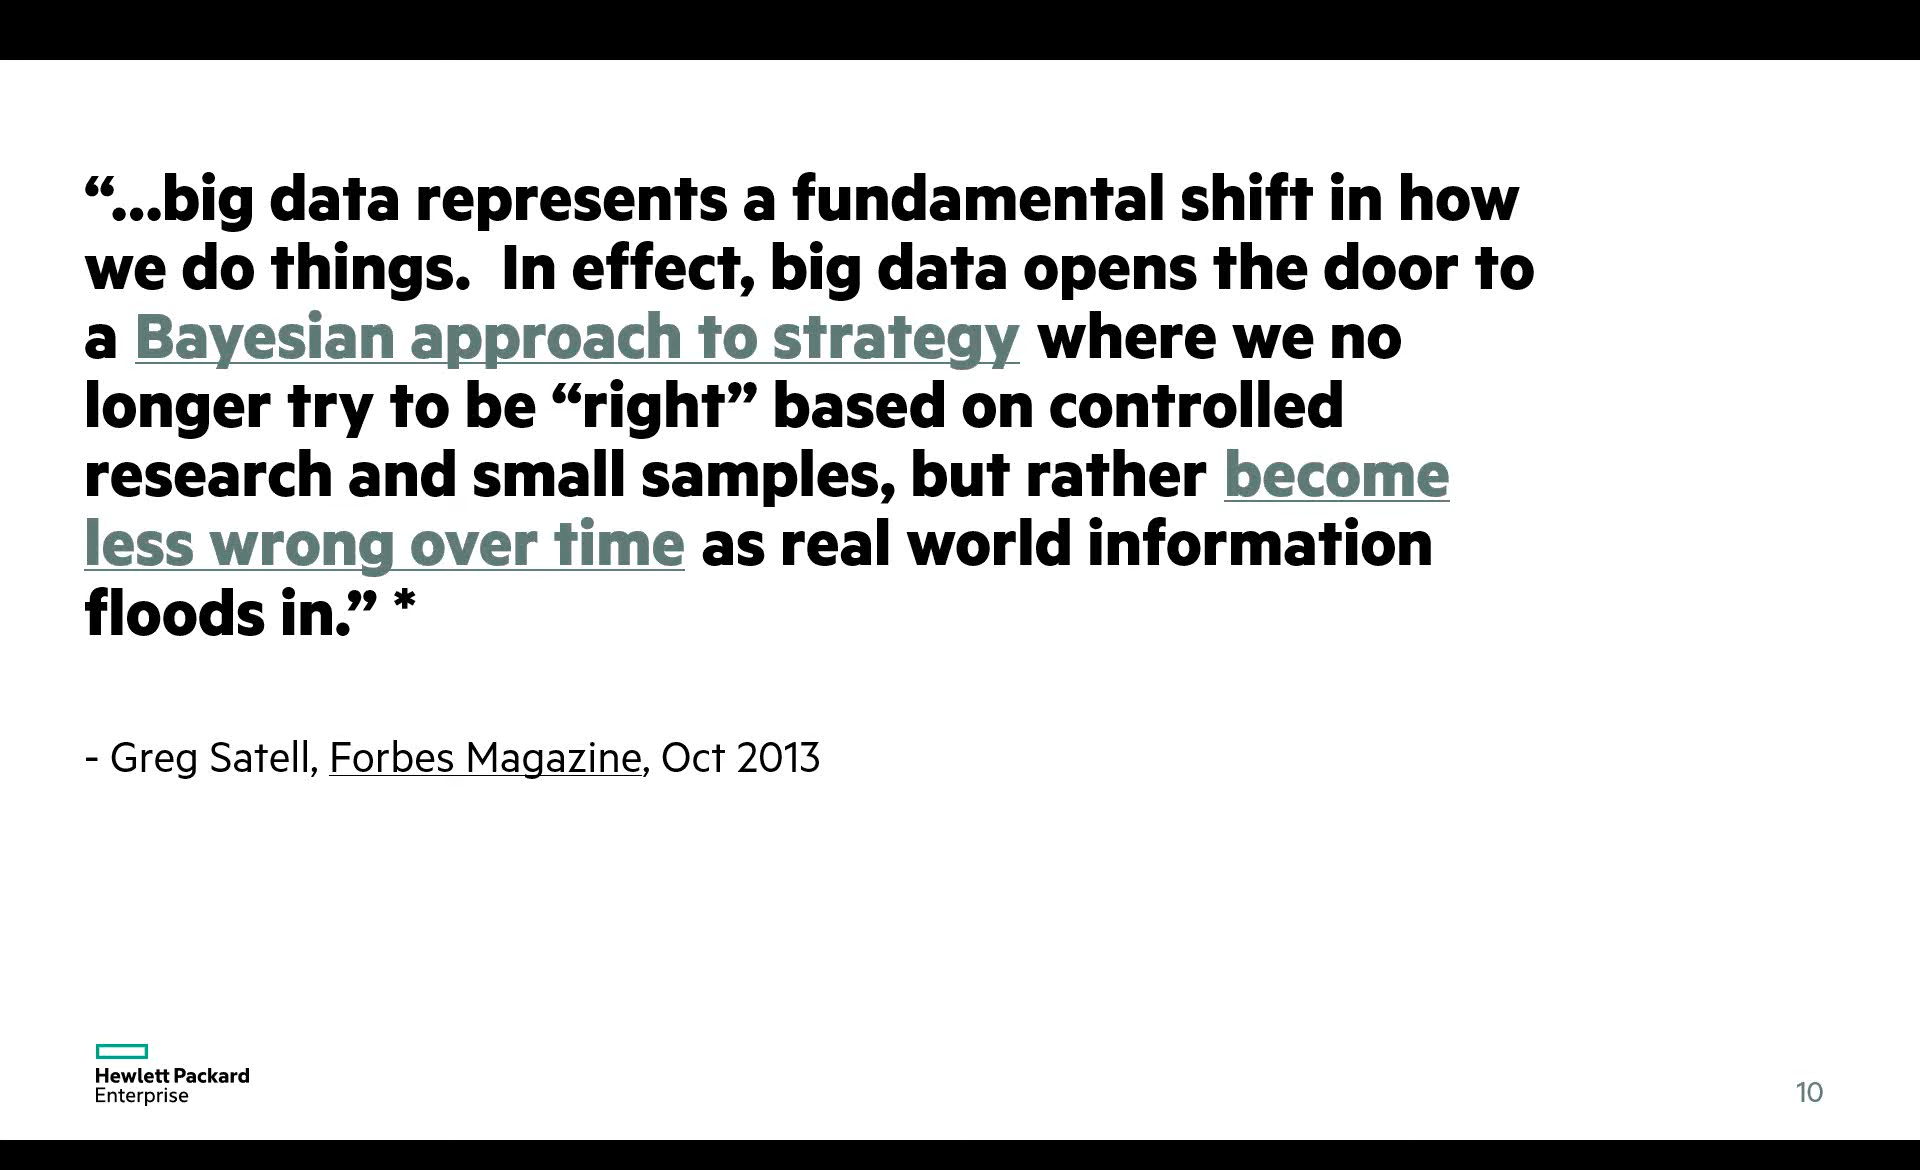 “...big data represents a fundamental shift in how
we do things.  In effect, big data opens the door to
a Bayesian approach to strategy where we no
longer try to be “right” based on controlled
research and small samples, but rather become
less wrong over time as real world information
floods in.” *
- Greg Satell, Forbes Magazine, Oct 2013
Hewlett Packard
Enterprise
10